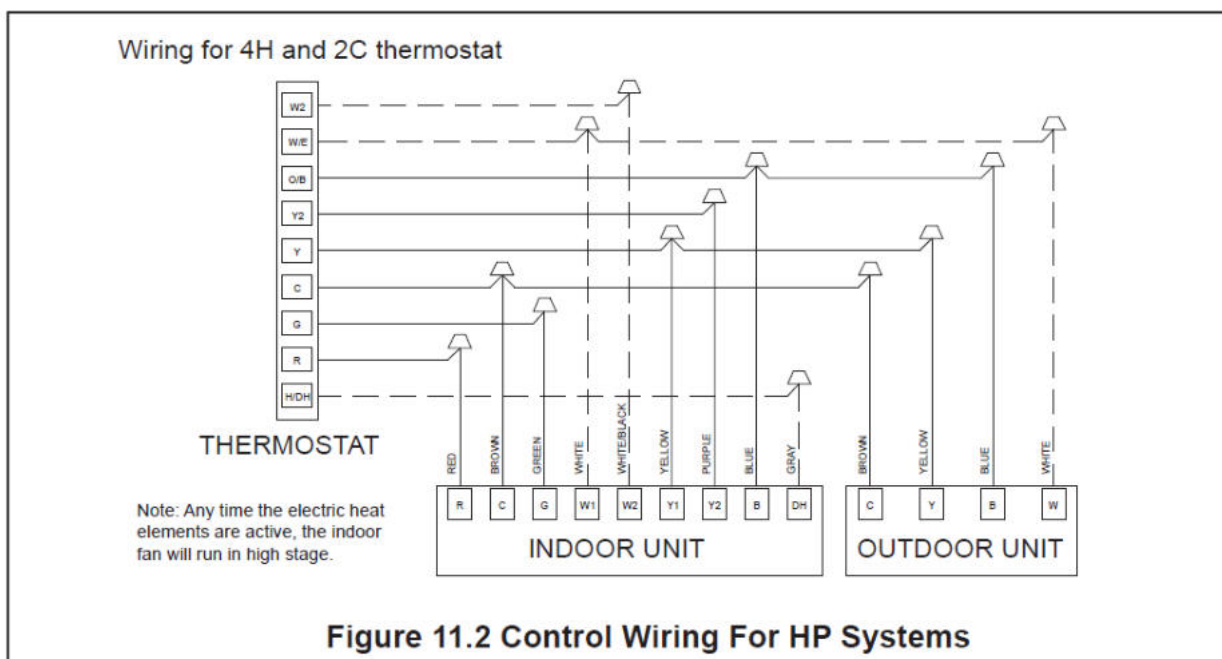 Wiring for 4H and 2C thermostat
W2
W/E
O/B
Y2
Y
C
G
R
H/DH
THERMOSTAT
Note: Any time the electric heat
elements are active, the indoor
fan will run in high stage.
RED
BROWN
GREEN
WHITE
WHITE/BLACK
YELLOW
PURPLE
BLUE
GRAY
BROWN
YELLOW
BLUE
WHITE
R C G W1 W2 Y1 Y2 B DH
C Y B W
INDOOR UNIT
OUTDOOR UNIT
Figure 11.2 Control Wiring For HP Systems